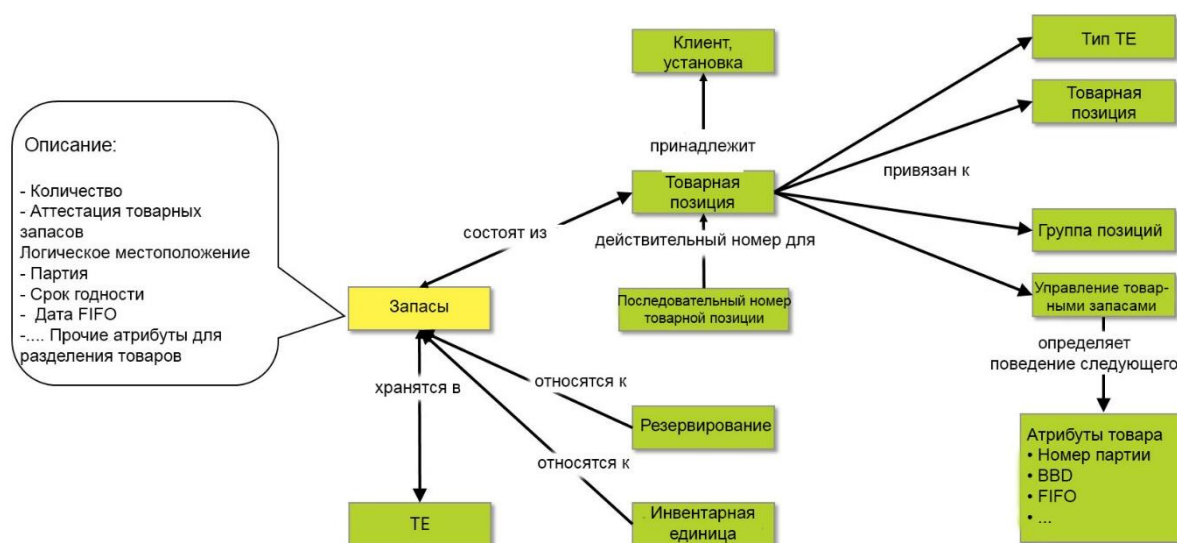 Описание:
- Количество
- Аттестация товарных
запасов
Логическое местоположение
- Партия
- Срок годности
- Дата FIFO
-.... Прочие атрибуты для
разделения товаров
Клиент,
установка
принадлежит
Товарная
позиция
состоят из
действительный номер для
Запасы
Последовательный номер
товарной позиции
хранятся в
относятся к
Резервирование
относятся к
ТЕ
Инвентарная
единица
Тип ТЕ
Товарная
позиция
привязан к
Группа позиций
Управление товар-
ными запасами
определяет
поведение следующего
Атрибуты товара
• Номер партии
• BBD
• FIFO
• ...